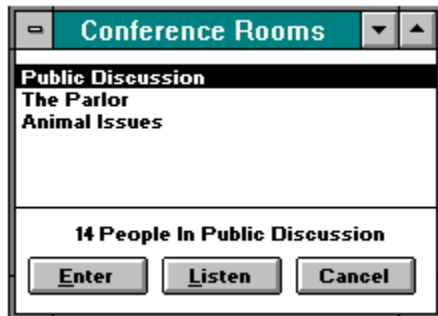 Conference Rooms
Public Discussion
The Parlor
Animal Issues
14 People In Public Discussion
Enter Listen Cancel